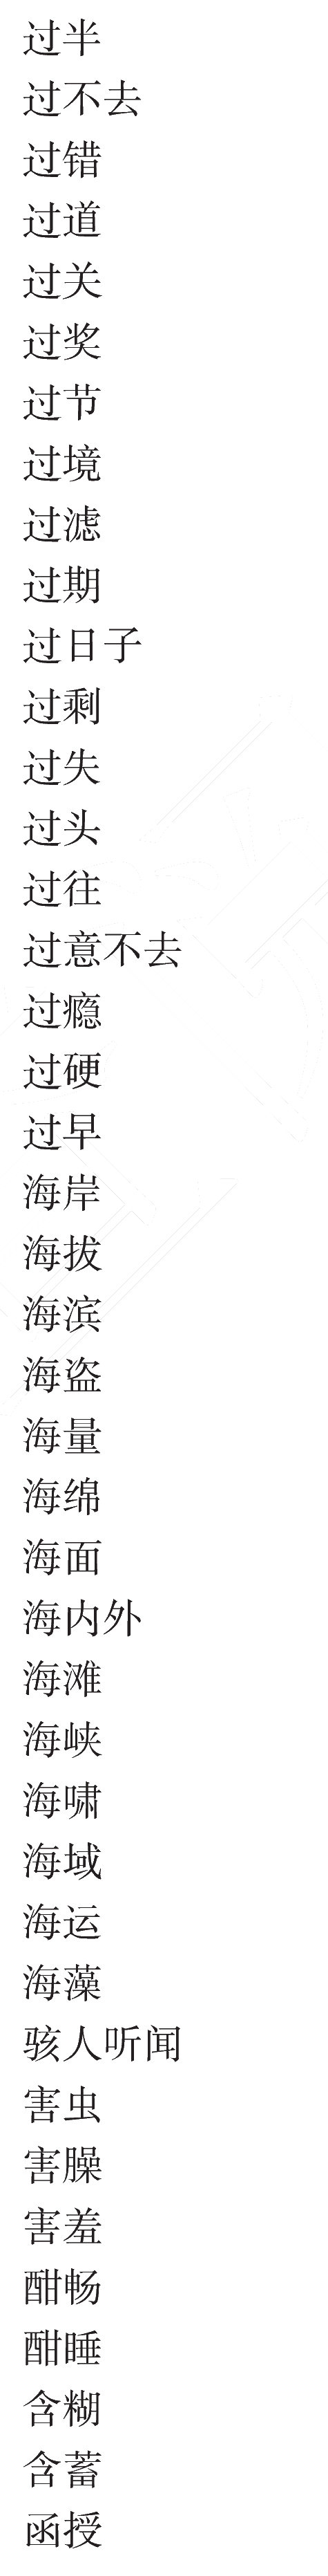 过半
过不去
过错
过道
过关
过奖
过节
过境
过滤
过期
过日子
过剩
过失
过头
过往
过意不去
过瘾
过硬
过早
海岸
海拔
海滨
海盗
海量
海绵
海面
海内外
海滩
海峡
海啸
海域
海运
海藻
骇人听闻
害虫
害臊
害羞
酣畅
酣睡
含糊
含蓄
函授